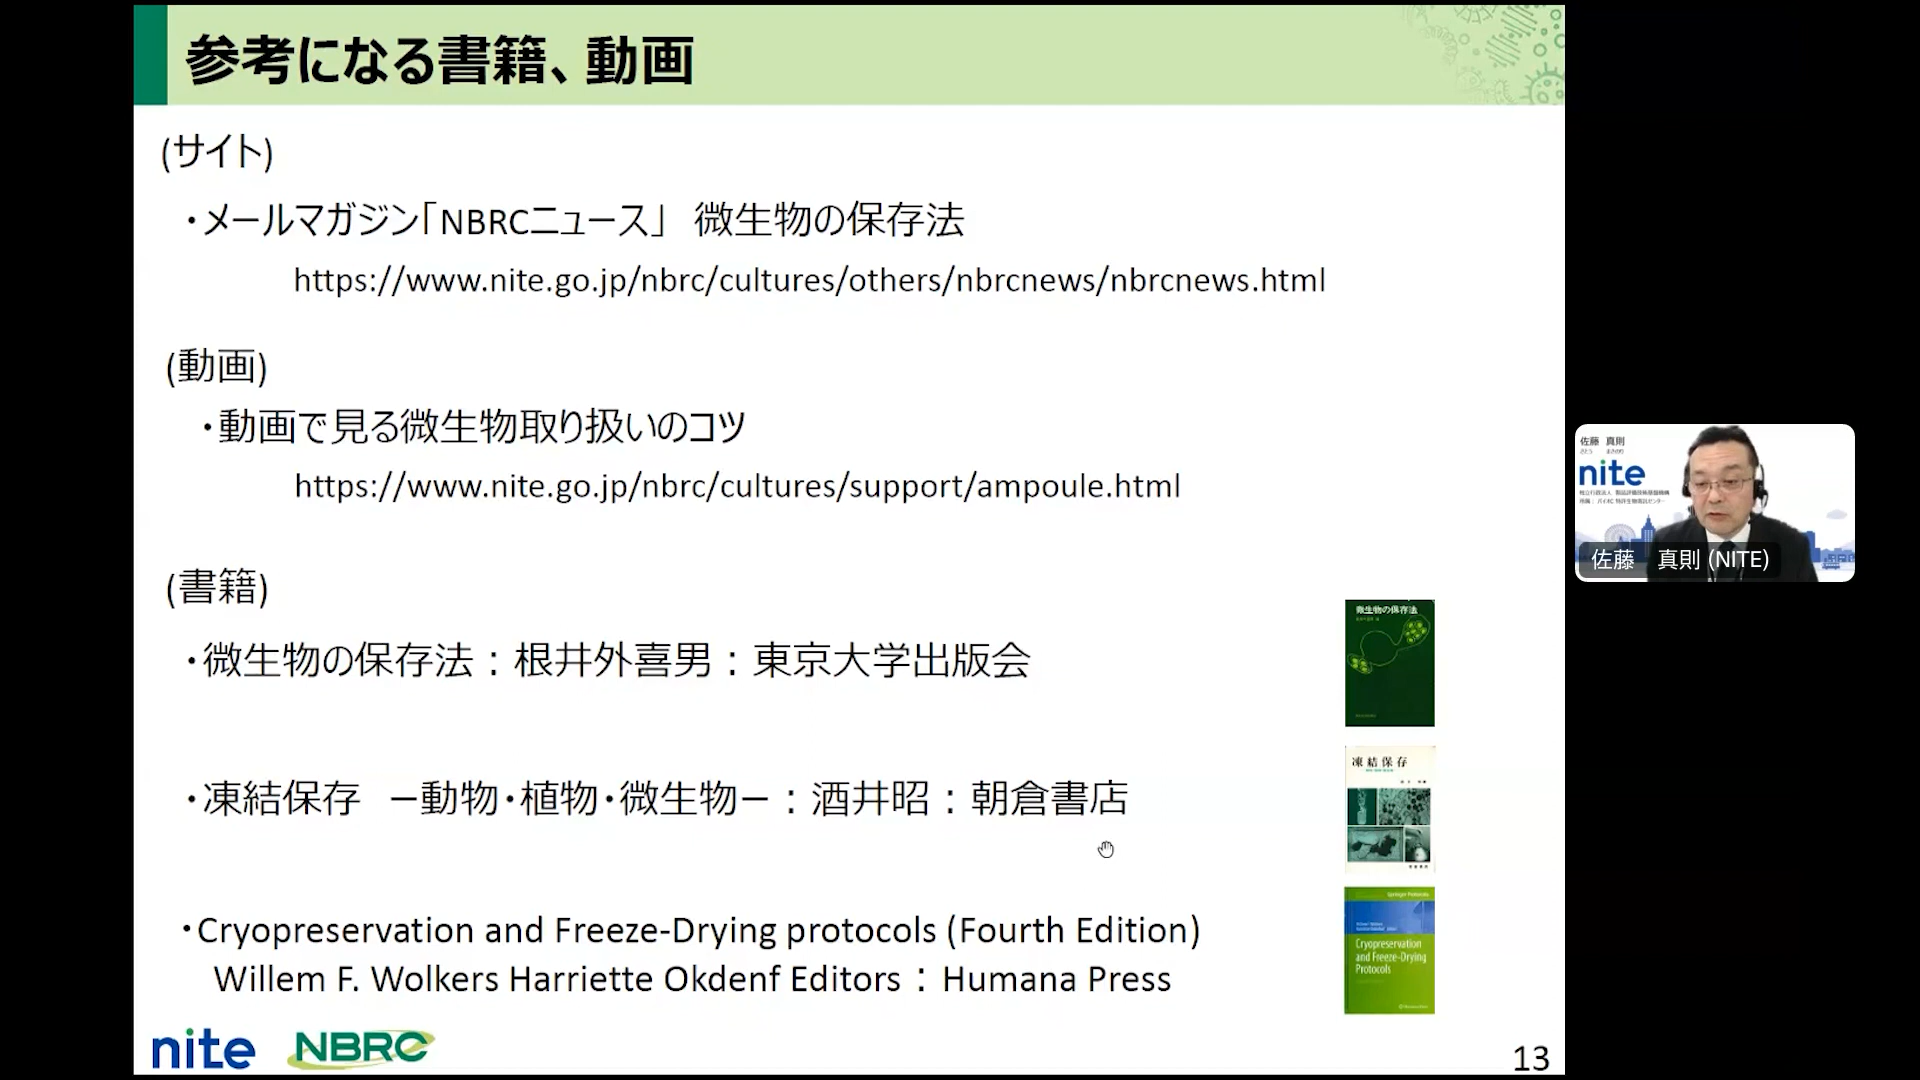 参考になる書籍、動画
(サイト)
・メールマガジン「NBRCニュース」 微生物の保存法
https://www.nite.go.jp/nbrc/cultures/others/nbrcnews/nbrcnews.html
(動画)
・動画で見る微生物取り扱いのコツ
https://www.nite.go.jp/nbrc/cultures/support/ampoule.html
(書籍)
・微生物の保存法：根井外喜男：東京大学出版会
・凍結保存 －動物・植物・微生物－：酒井昭：朝倉書店
・Cryopreservation and Freeze-Drying protocols (Fourth Edition)
Willem F. Wolkers Harriette Okdenf Editors：Humana Press
微生物の保存法
凍結保存
Cryopreservation
and Freeze-Drying
Protocols
nite
NBRC
13
佐藤 真則
nite
佐藤 真則 (NITE)